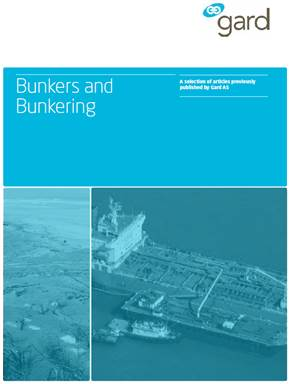 gard
Bunkers and
Bunkering
A selection of articles previously
published by Gard AS